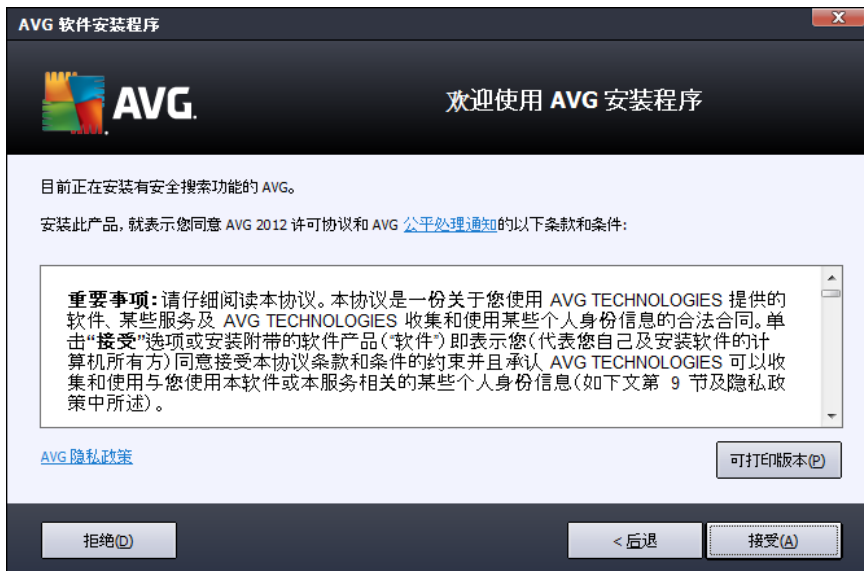 AVG 软件安装程序
AVG.
欢迎使用 AVG 安装程序
目前正在安装有安全搜索功能的 AVG。
安装此产品,就表示您同意 AVG 2012 许可协议和 AVG 公平处理通知的以下条款和条件:
重要事项:请仔细阅读本协议。本协议是一份关于您使用 AVG TECHNOLOGIES 提供的
软件、某些服务及 AVG TECHNOLOGIES 收集和使用某些个人身份信息的合法合同。单
击“接受”选项或安装附带的软件产品(“软件”)即表示您(代表您自己及安装软件的计
算机所有方)同意接受本协议条款和条件的约束并且承认 AVG TECHNOLOGIES 可以收
集和使用与您使用本软件或本服务相关的某些个人身份信息(如下文第 9 节及隐私政
策中所述)。
AVG 隐私政策
可打印版本(P)
拒绝(D)
<后退
接受(A)